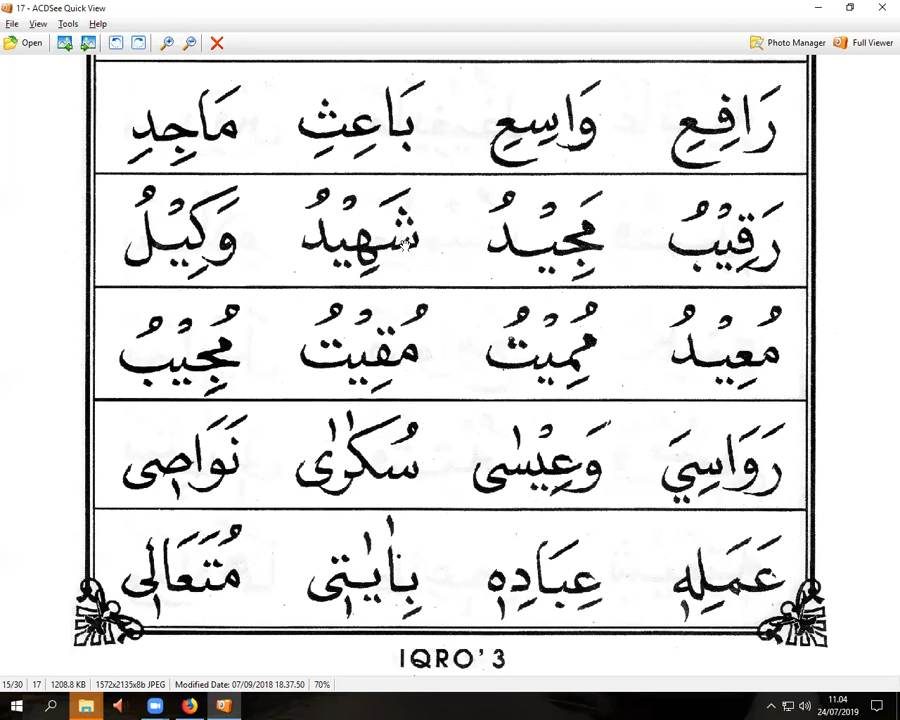 17 - ACDSee Quick View
File View Tools Help
Open Photo Manager Full Viewer
رَافِعِ وَاسِعِ بَاعِثِ مَاجِدِ
رَقِيْبُ مَجِيْدُ شَهِيْدُ وَكِيْلُ
مُعِيْدُ مُمِيْتُ مُقِيْتُ مُجِيْبُ
رَوَاسِيَ وَعِيْسٰى سُكَرٰى نَوَاصِى
عَمَلِهٖ عِبَادِهٖ بِاٰيٰتِى مُتَعَالِى
IQRO'3
15/30 17 1208.8 KB 1572x2135x8b JPEG Modified Date: 07/09/2018 18.37.50 70%
11.04
24/07/2019